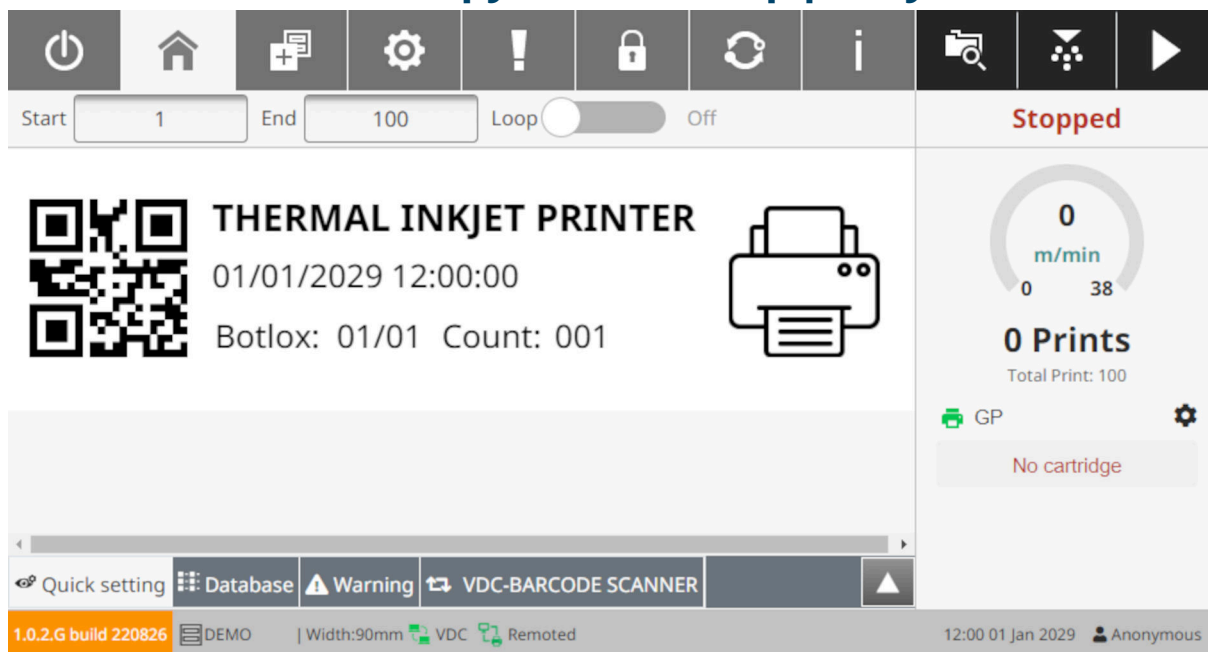 Start 1 End 100 Loop Off
Stopped
THERMAL INKJET PRINTER
01/01/2029 12:00:00
Botlox: 01/01 Count: 001
0
m/min
0 38
0 Prints
Total Print: 100
GP
No cartridge
Quick setting Database Warning VDC-BARCODE SCANNER
1.0.2.G build 220826 DEMO | Width:90mm VDC Remoted 12:00 01 Jan 2029 Anonymous